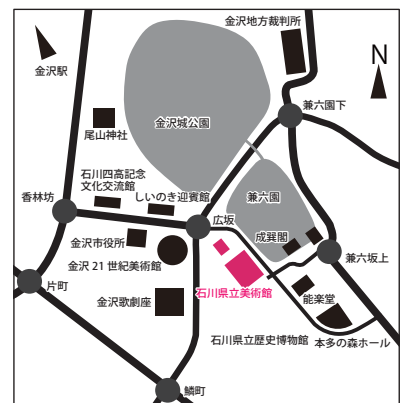 金沢地方裁判所
金沢駅
N
兼六園下
金沢城公園
尾山神社
石川四高記念
文化交流館
しいのき迎賓館
兼六園
香林坊
広坂
成巽閣
金沢市役所
兼六坂上
金沢21世紀美術館
石川県立美術館
能楽堂
片町
金沢歌劇座
石川県立歴史博物館
本多の森ホール
鱗町